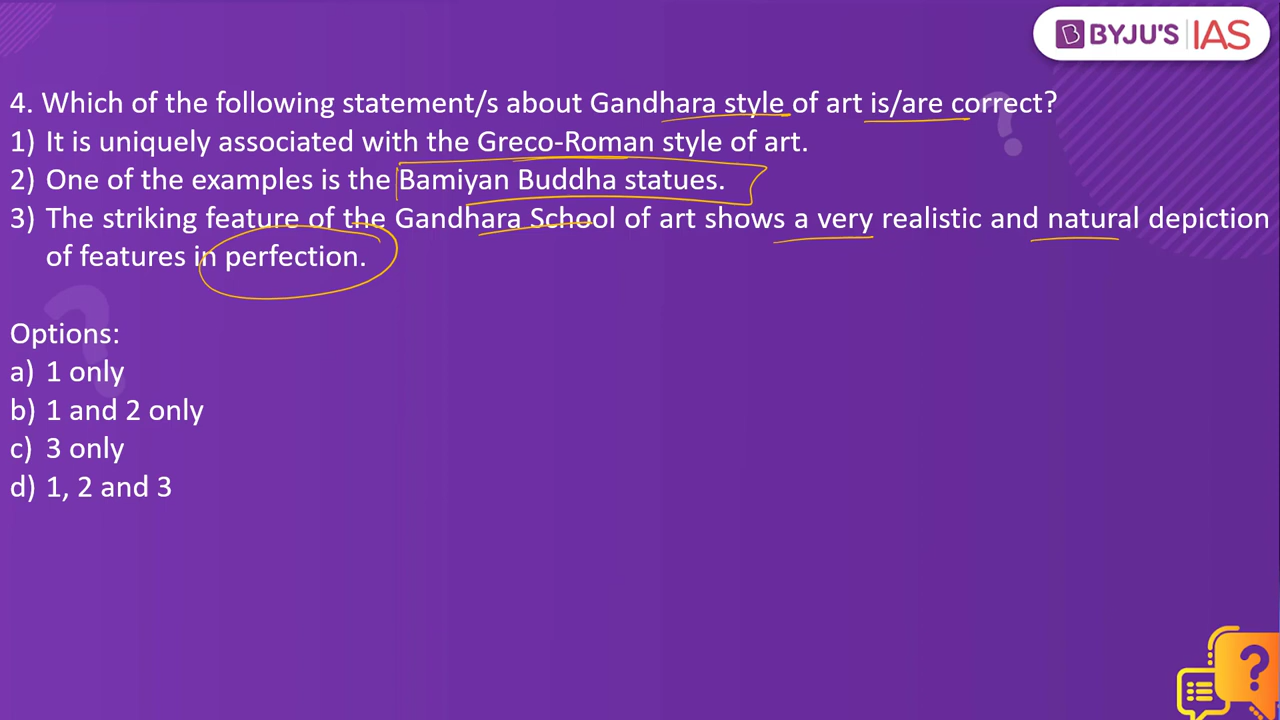 BYJU'S IAS
4. Which of the following statement/s about Gandhara style of art is/are correct?
1) It is uniquely associated with the Greco-Roman style of art.
2) One of the examples is the Bamiyan Buddha statues.
3) The striking feature of the Gandhara School of art shows a very realistic and natural depiction
of features in perfection.
Options:
a) 1 only
b) 1 and 2 only
c) 3 only
d) 1, 2 and 3